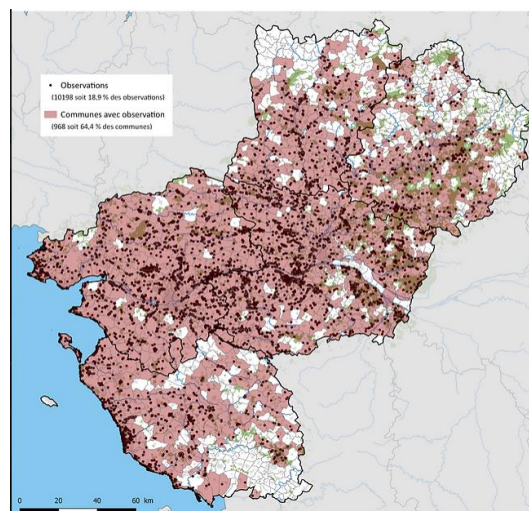 Observations
(10198 soit 18,9 % des observations)
Communes avec observation
(968 soit 64,4 % des communes)
0 20 40 60 km